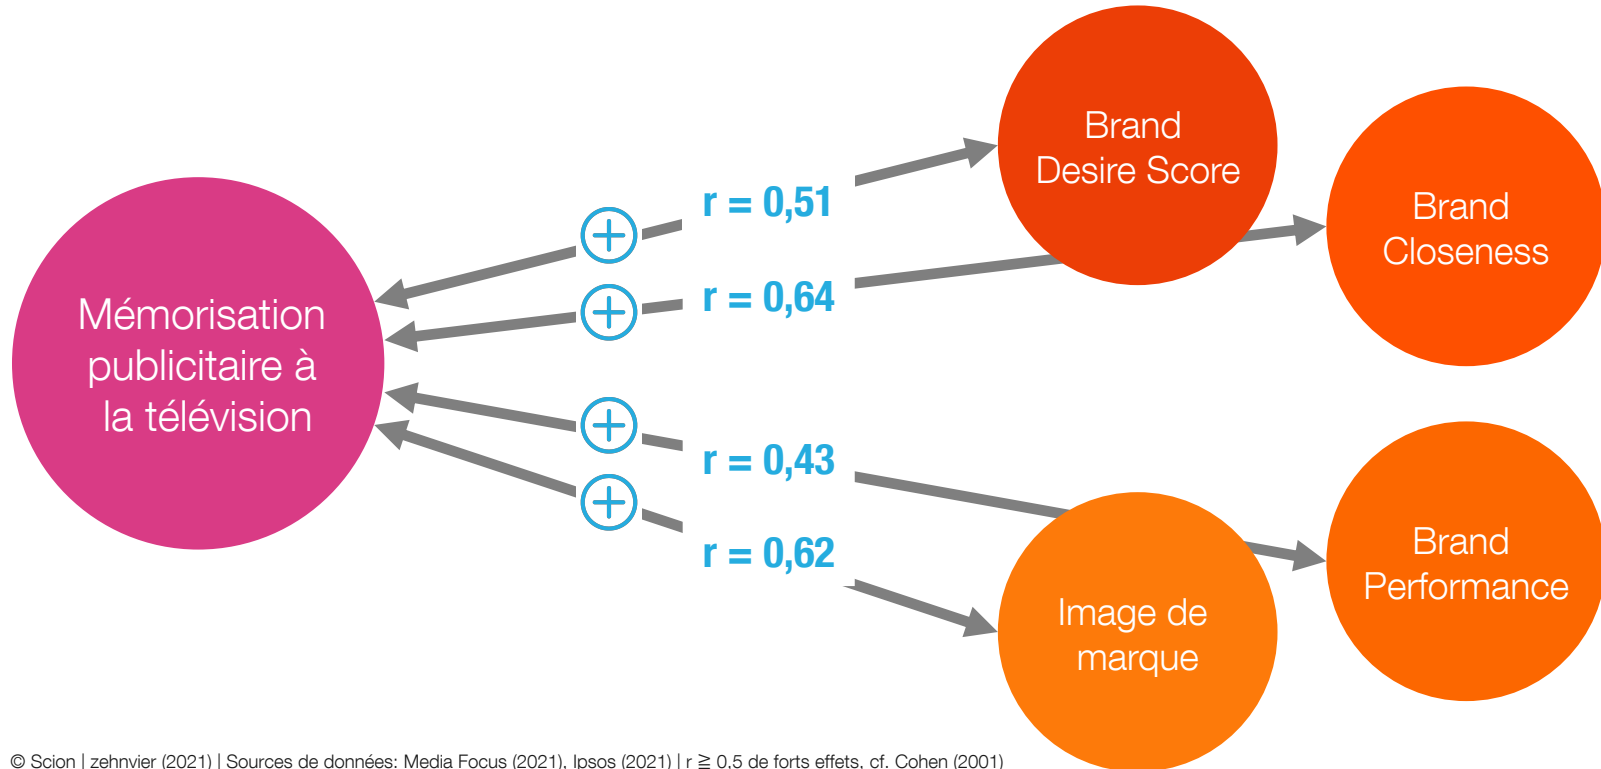 Mémorisation
publicitaire à
la télévision
r = 0,51
r = 0,64
r = 0,43
r = 0,62
Brand
Desire Score
Brand
Closeness
Brand
Performance
Image de
marque
© Scion | zehnvier (2021) | Sources de données: Media Focus (2021), Ipsos (2021) | r ≧ 0,5 de forts effets, cf. Cohen (2001)